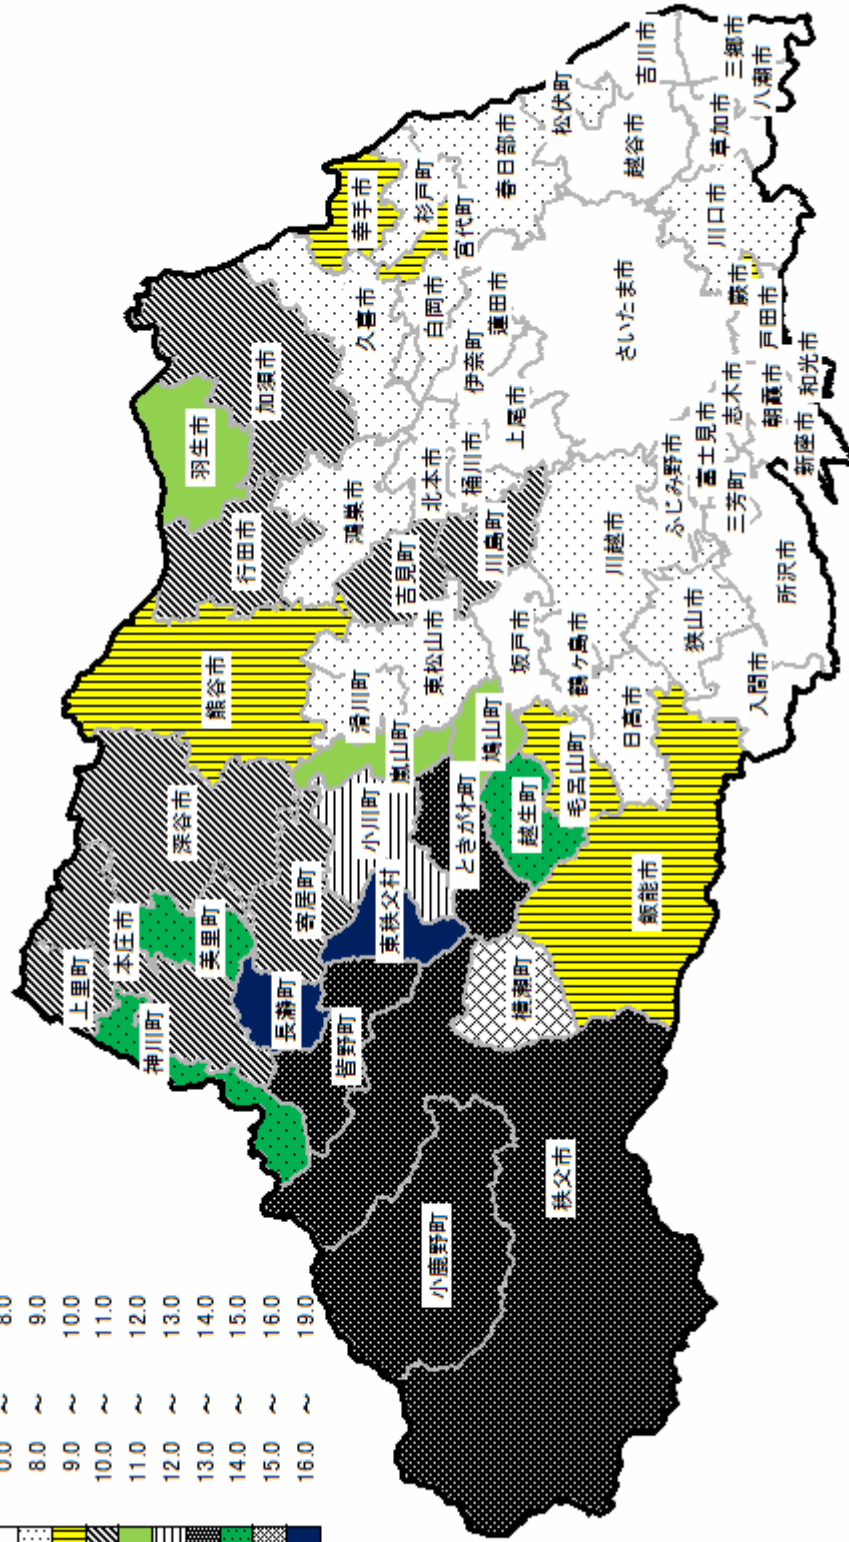 0.0 ～ 8.0
8.0 ～ 9.0
9.0 ～ 10.0
10.0 ～ 11.0
11.0 ～ 12.0
12.0 ～ 13.0
13.0 ～ 14.0
14.0 ～ 15.0
15.0 ～ 16.0
16.0 ～ 19.0
上里町
神川町
本庄市
美里町
深谷市
熊谷市
行田市
羽生市
加須市
長瀞町
皆野町
寄居町
小川町
滑川町
嵐山町
東秩父村
ときがわ町
鳩山町
東松山市
吉見町
鴻巣市
久喜市
幸手市
杉戸町
宮代町
白岡市
北本市
桶川市
伊奈町
蓮田市
上尾市
川島町
春日部市
松伏町
小鹿野町
秩父市
横瀬町
越生町
毛呂山町
坂戸市
鶴ヶ島市
日高市
飯能市
川越市
狭山市
入間市
所沢市
さいたま市
越谷市
吉川市
三郷市
八潮市
草加市
川口市
蕨市
戸田市
ふじみ野市
富士見市
三芳町
志木市
朝霞市
新座市
和光市